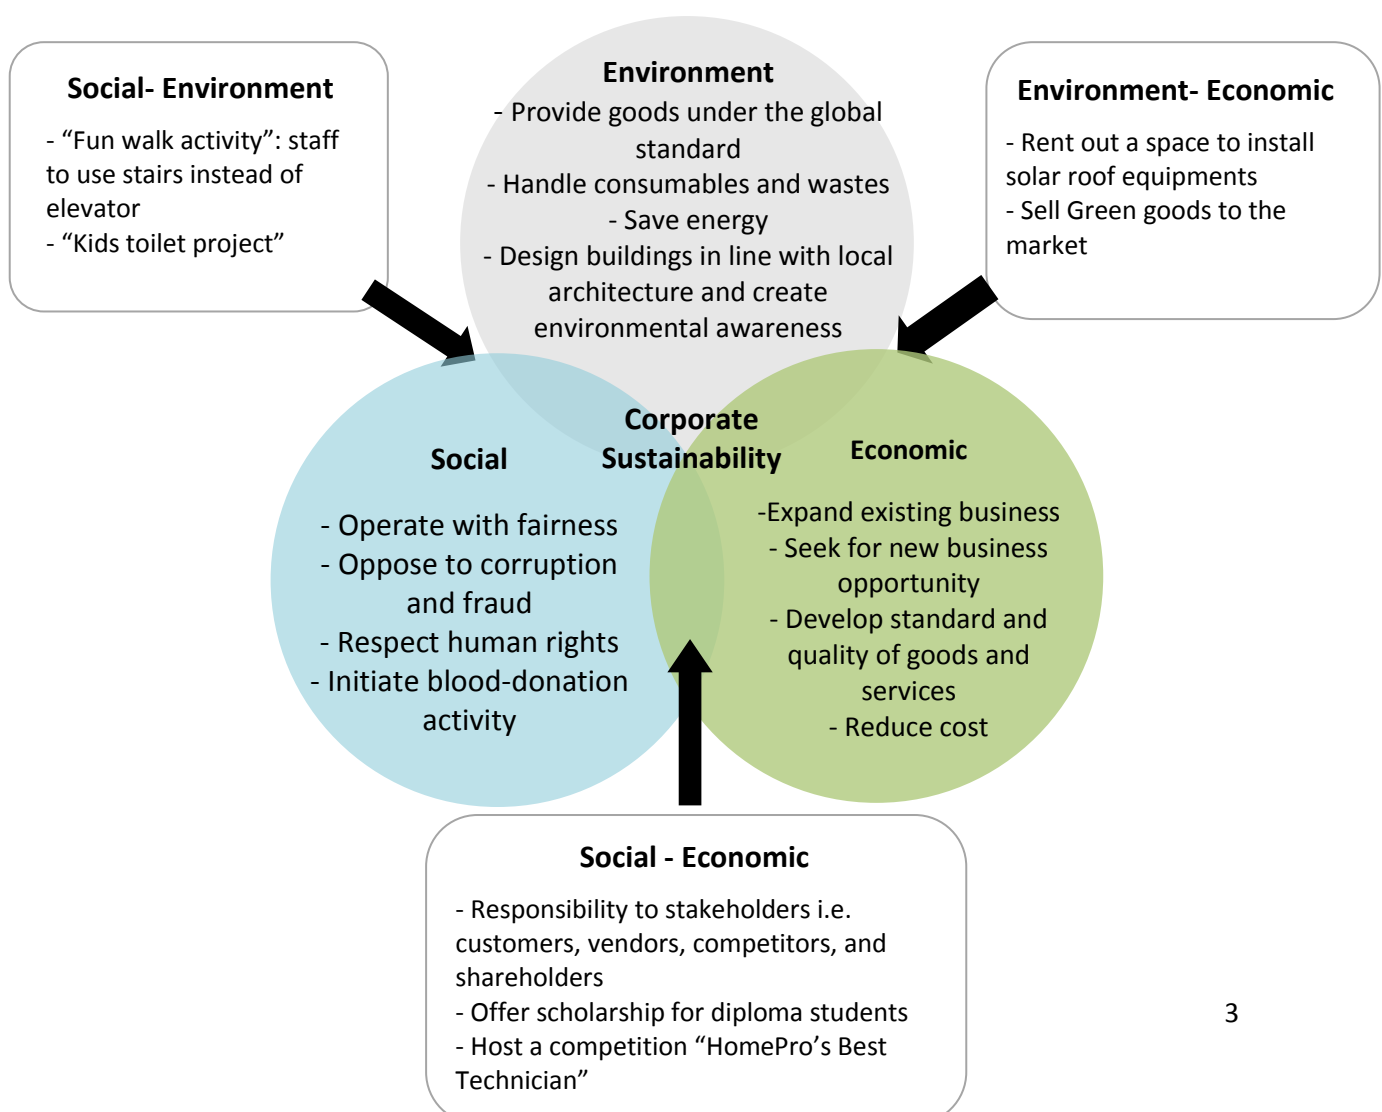 Social- Environment
- “Fun walk activity”: staff
to use stairs instead of
elevator
- “Kids toilet project”
Environment
- Provide goods under the global
standard
- Handle consumables and wastes
- Save energy
- Design buildings in line with local
architecture and create
environmental awareness
Environment- Economic
- Rent out a space to install
solar roof equipments
- Sell Green goods to the
market
Corporate
Sustainability
Social
- Operate with fairness
- Oppose to corruption
and fraud
- Respect human rights
- Initiate blood-donation
activity
Economic
-Expand existing business
- Seek for new business
opportunity
- Develop standard and
quality of goods and
services
- Reduce cost
Social - Economic
- Responsibility to stakeholders i.e.
customers, vendors, competitors, and
shareholders
- Offer scholarship for diploma students
- Host a competition “HomePro’s Best
Technician”
3